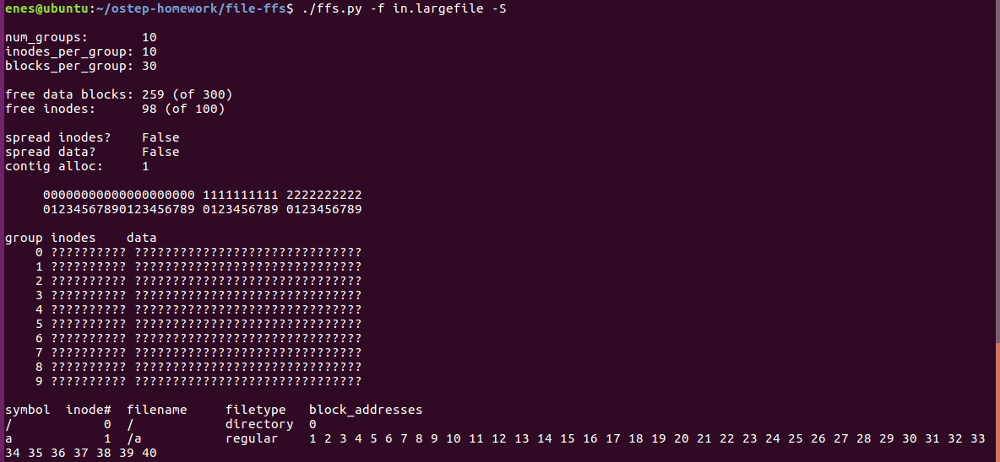 enes@ubuntu:~/ostep-homework/file-ffs$ ./ffs.py -f in.largefile -S
num_groups:       10
inodes_per_group: 10
blocks_per_group: 30
free data blocks: 259 (of 300)
free inodes:      98 (of 100)
spread inodes?    False
spread data?      False
contig alloc:     1
     00000000000000000000 1111111111 2222222222
     01234567890123456789 0123456789 0123456789
group inodes    data
    0 ?????????? ??????????????????????????????
    1 ?????????? ??????????????????????????????
    2 ?????????? ??????????????????????????????
    3 ?????????? ??????????????????????????????
    4 ?????????? ??????????????????????????????
    5 ?????????? ??????????????????????????????
    6 ?????????? ??????????????????????????????
    7 ?????????? ??????????????????????????????
    8 ?????????? ??????????????????????????????
    9 ?????????? ??????????????????????????????
symbol  inode#  filename     filetype   block_addresses
/            0  /            directory  0
a            1  /a           regular    1 2 3 4 5 6 7 8 9 10 11 12 13 14 15 16 17 18 19 20 21 22 23 24 25 26 27 28 29 30 31 32 33
34 35 36 37 38 39 40